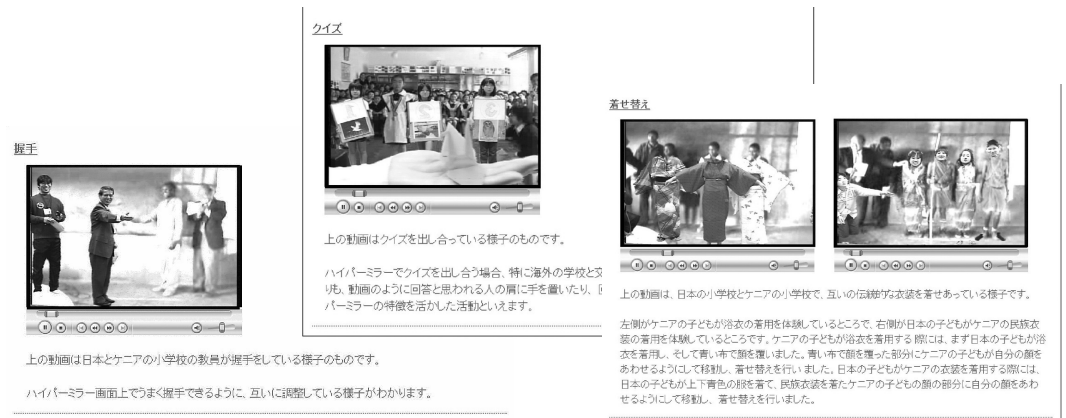 握手
上の動画は日本とケニアの小学校の教員が握手をしている様子のものです。
ハイパーミラー画面上でうまく握手できるように、互いに調整している様子がわかります。
クイズ
上の動画はクイズを出し合っている様子のものです。
ハイパーミラーでクイズを出し合う場合、特に海外の学校と交
りも、動画のように回答と思われる人の肩に手を置いたり、
パーミラーの特徴を活かした活動といえます。
着せ替え
上の動画は、日本の小学校とケニアの小学校で、互いの伝統的な衣装を着せあっている様子です。
左側がケニアの子どもが浴衣の着用を体験しているところで、右側が日本の子どもがケニアの民族衣
装の着用を体験しているところです。ケニアの子どもが浴衣を着用する際には、まず日本の子どもが浴
衣を着用し、そして青い布で顔を覆いました。青い布で顔を覆った部分にケニアの子どもが自分の顔を
あわせるようにして移動し、着せ替えを行いました。日本の子どもがケニアの衣装を着用する際には、
日本の子どもが上下青色の服を着て、民族衣装を着たケニアの子どもの顔の部分に自分の顔をあわ
せるようにして移動し、着せ替えを行いました。